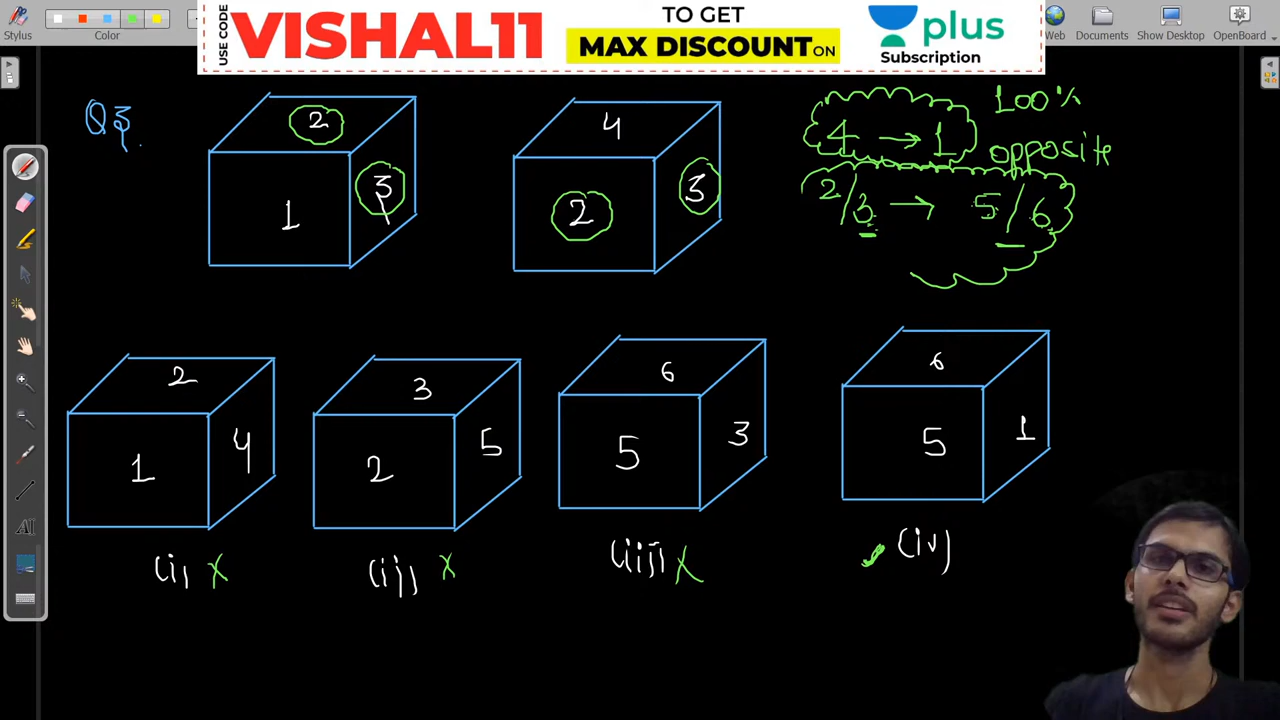 Stylus
Color
USE CODE
VISHAL11
TO GET
MAX DISCOUNT ON
plus
Subscription
Web
Documents
Show Desktop
OpenBoard
Q3
2
1
3
4
2
3
4 → 1
100%
opposite
2/3 → 5/6
2
1
4
(i) X
3
2
5
(ii) X
6
5
3
(iii) X
6
5
1
✓ (iv)
AI